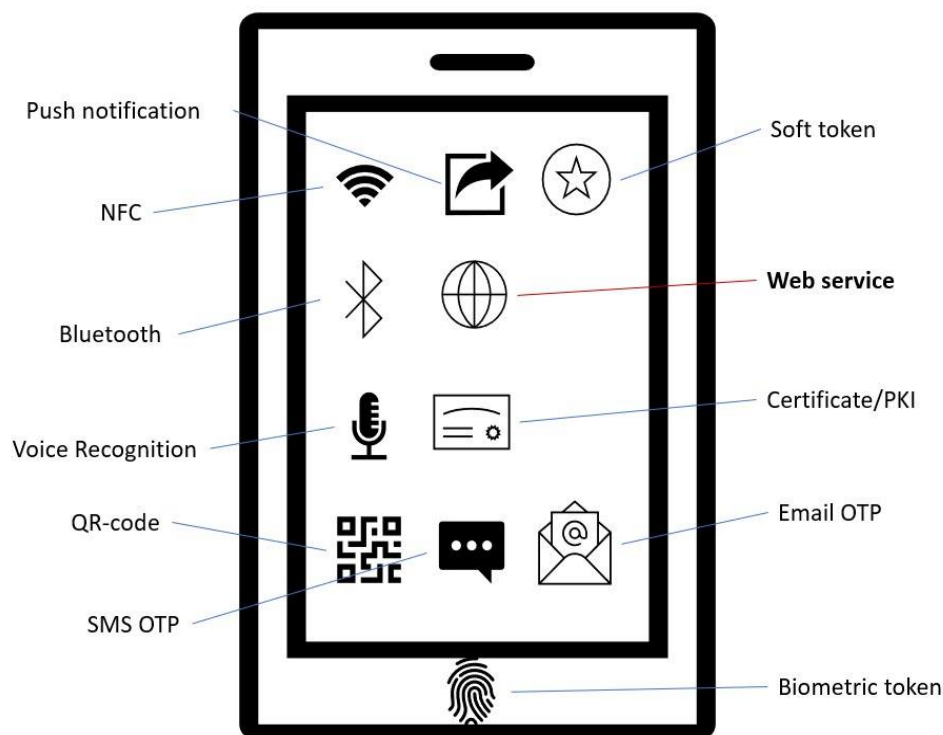 Push notification
Soft token
NFC
Web service
Bluetooth
Certificate/PKI
Voice Recognition
QR-code
Email OTP
@
SMS OTP
Biometric token